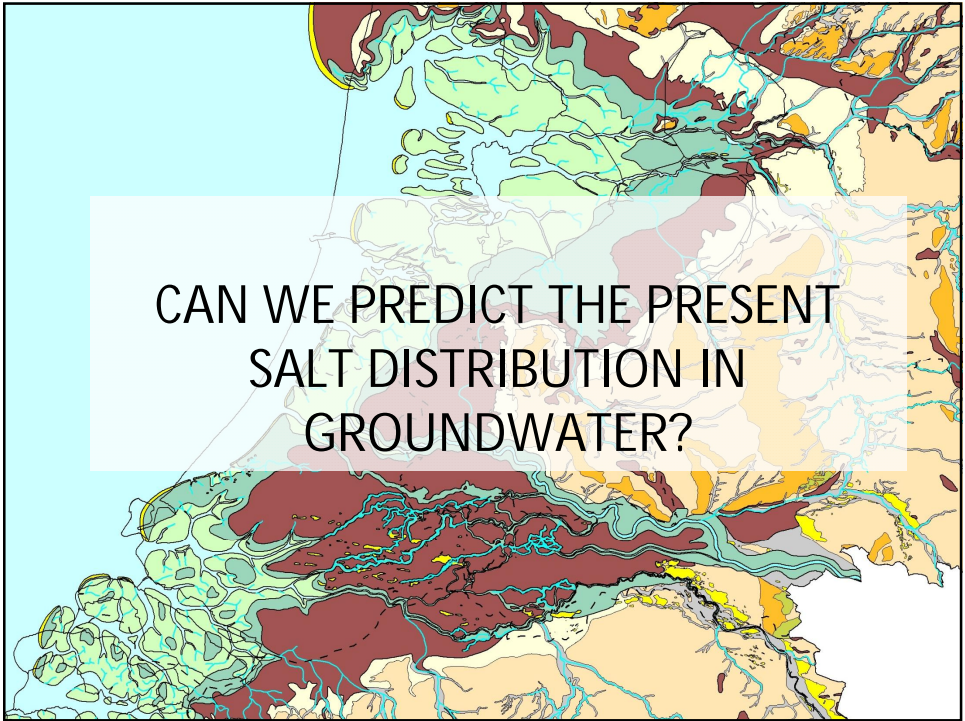 CAN WE PREDICT THE PRESENT
SALT DISTRIBUTION IN
GROUNDWATER?